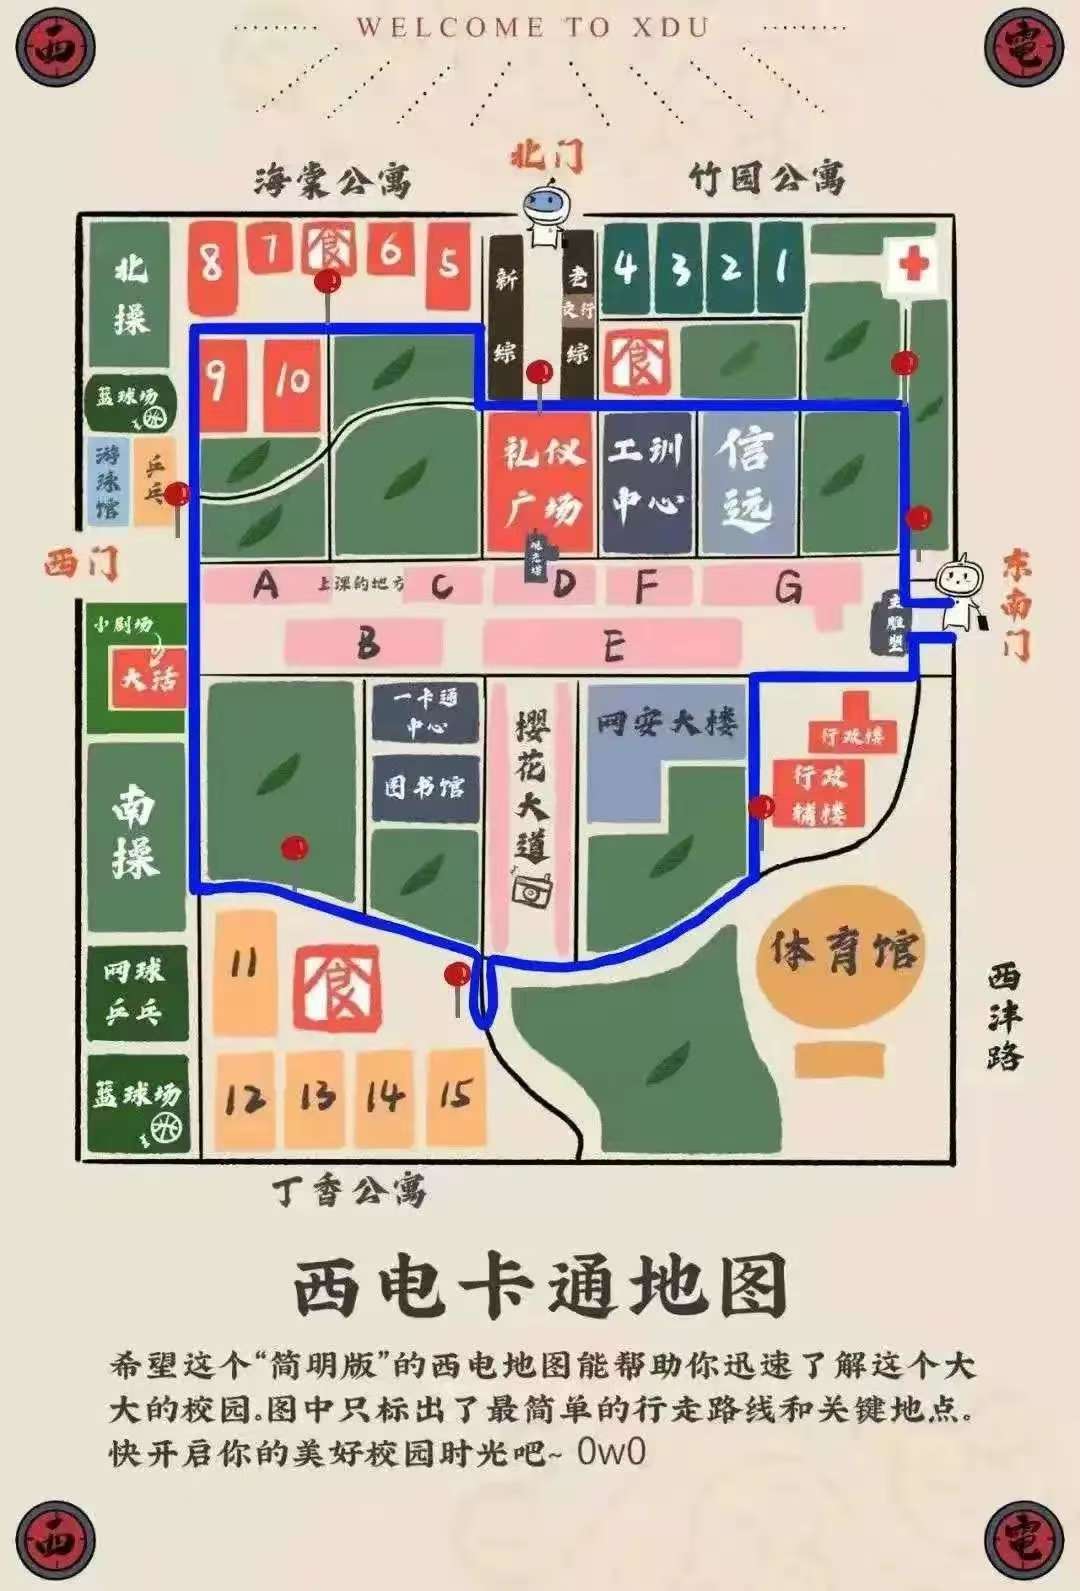 WELCOME TO XDU
西
電
北门
海棠公寓
竹园公寓
北操
8
7
食
6
5
新综
老综
交行
4
3
2
1
食
9
10
篮球场
游泳馆
乒乓
礼仪广场
工训中心
信远
西门
东南门
A
上课的地方
C
D
F
G
B
E
主雕塑
小剧场
大活
一卡通中心
图书馆
樱花大道
网安大楼
行政楼
行政辅楼
南操
11
食
体育馆
网球
乒乓
西沣路
篮球场
12
13
14
15
丁香公寓
西电卡通地图
希望这个“简明版”的西电地图能帮助你迅速了解这个大
大的校园。图中只标出了最简单的行走路线和关键地点。
快开启你的美好校园时光吧~ 0w0
西
電